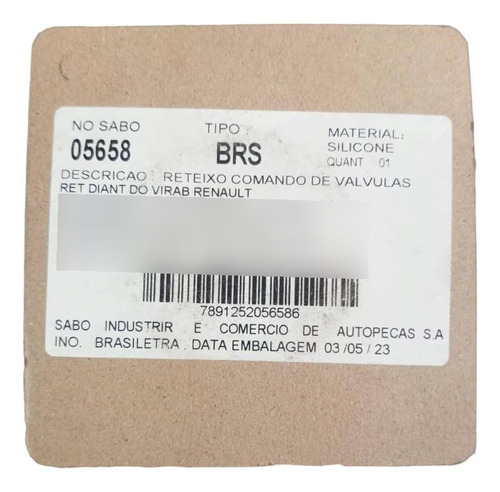 NO SABO TIPO: MATERIAL:
05658 BRS SILICONE
QUANT 01
DESCRICAO: RETEIXO COMANDO DE VALVULAS
RET DIANT DO VIRAB RENAULT
7891252056586
SABO INDUSTRIR E COMERCIO DE AUTOPECAS S.A
INO. BRASILETRA. DATA EMBALAGEM 03/05/23